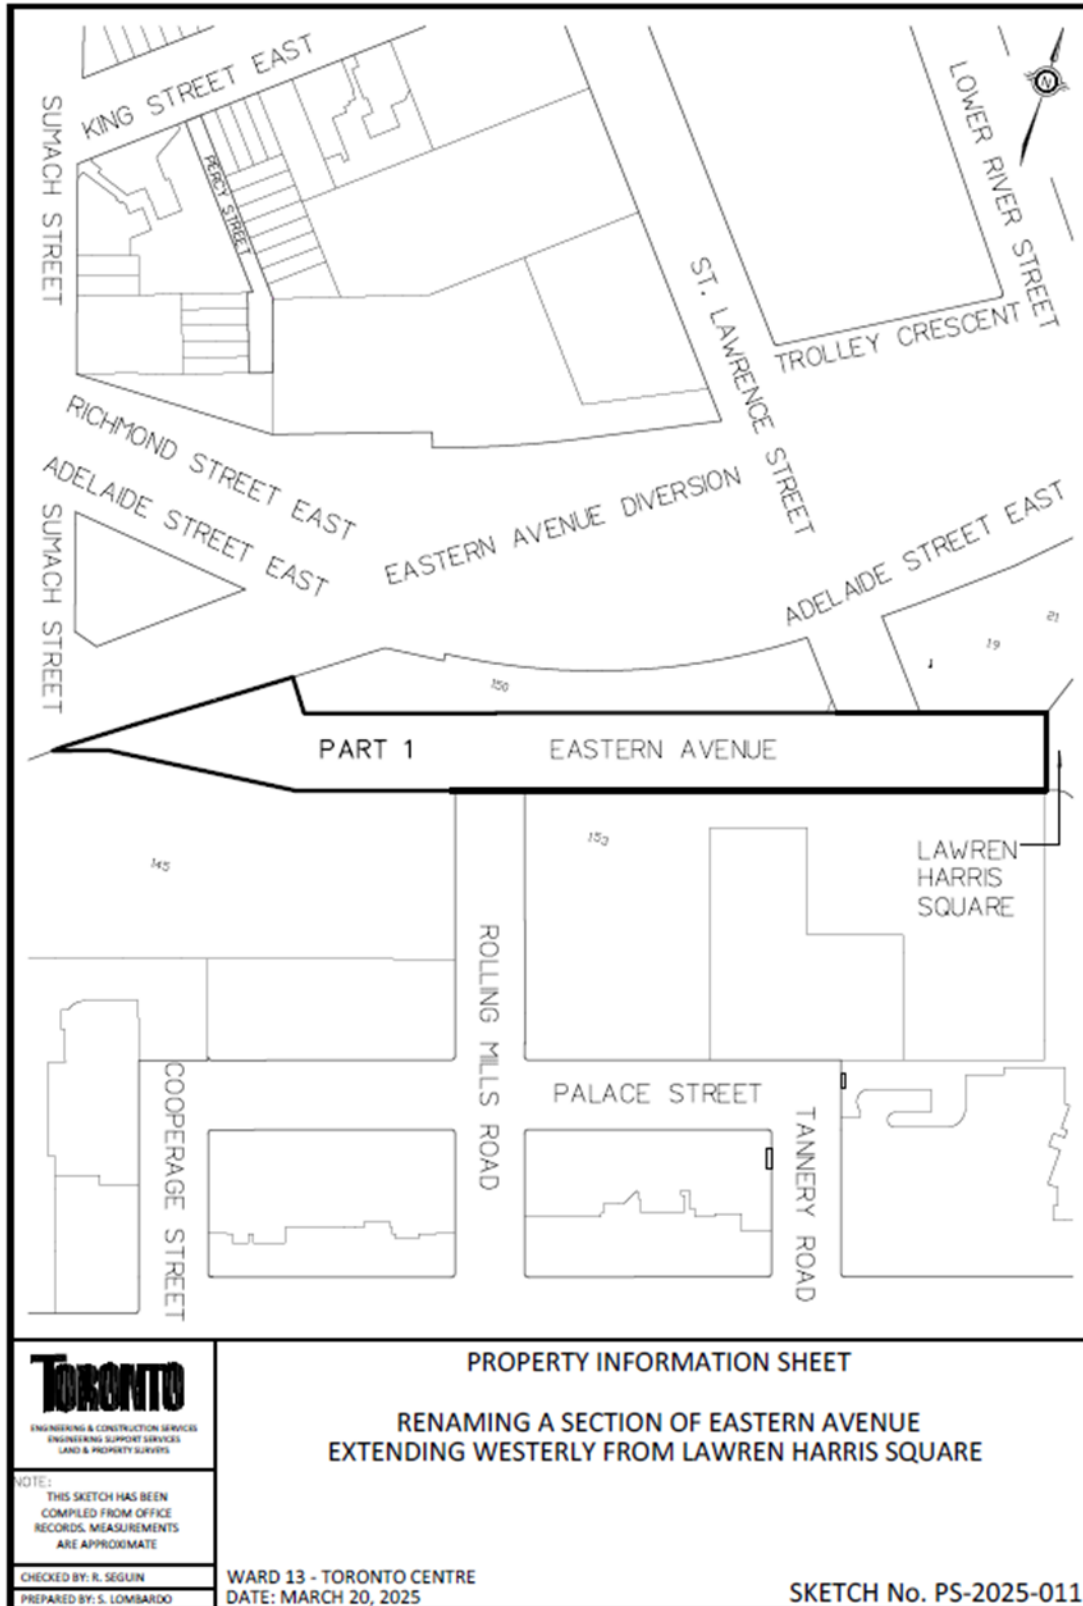 KING STREET EAST
SUMACH STREET
PERCY STREET
LOWER RIVER STREET
N
ST. LAWRENCE STREET
TROLLEY CRESCENT
RICHMOND STREET EAST
ADELAIDE STREET EAST
EASTERN AVENUE DIVERSION
SUMACH STREET
ADELAIDE STREET EAST
21
19
1
150
PART 1
EASTERN AVENUE
153
145
LAWREN
HARRIS
SQUARE
ROLLING MILLS ROAD
PALACE STREET
COOPERAGE STREET
TANNERY ROAD
TORONTO
ENGINEERING & CONSTRUCTION SERVICES
ENGINEERING SUPPORT SERVICES
LAND & PROPERTY SURVEYS
NOTE:
THIS SKETCH HAS BEEN
COMPILED FROM OFFICE
RECORDS. MEASUREMENTS
ARE APPROXIMATE
CHECKED BY: R. SEGUIN
PREPARED BY: S. LOMBARDO
PROPERTY INFORMATION SHEET
RENAMING A SECTION OF EASTERN AVENUE
EXTENDING WESTERLY FROM LAWREN HARRIS SQUARE
WARD 13 - TORONTO CENTRE
DATE: MARCH 20, 2025
SKETCH No. PS-2025-011